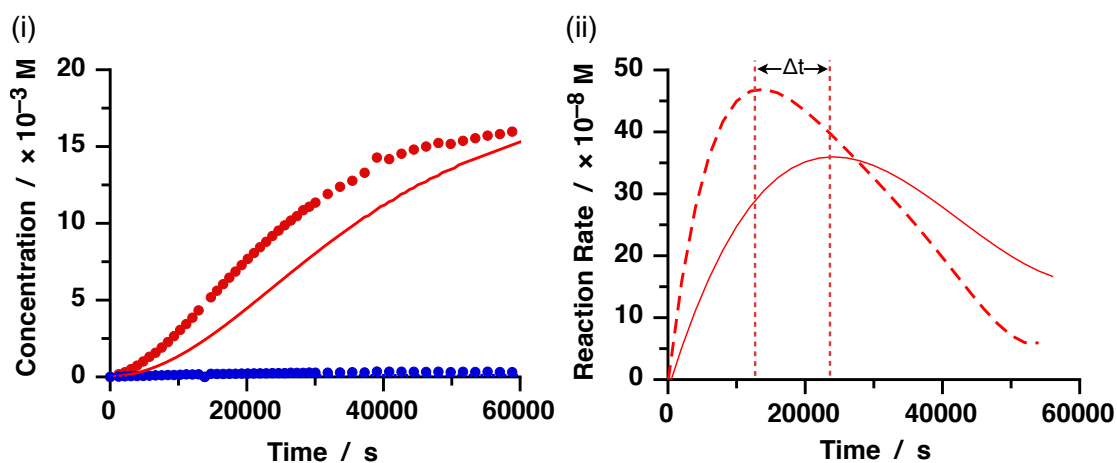 (i)
20
15
10
5
0
Concentration / × 10⁻³ M
0
20000
40000
60000
Time / s
(ii)
Δt
50
40
30
20
10
0
Reaction Rate / × 10⁻⁸ M
0
20000
40000
60000
Time / s